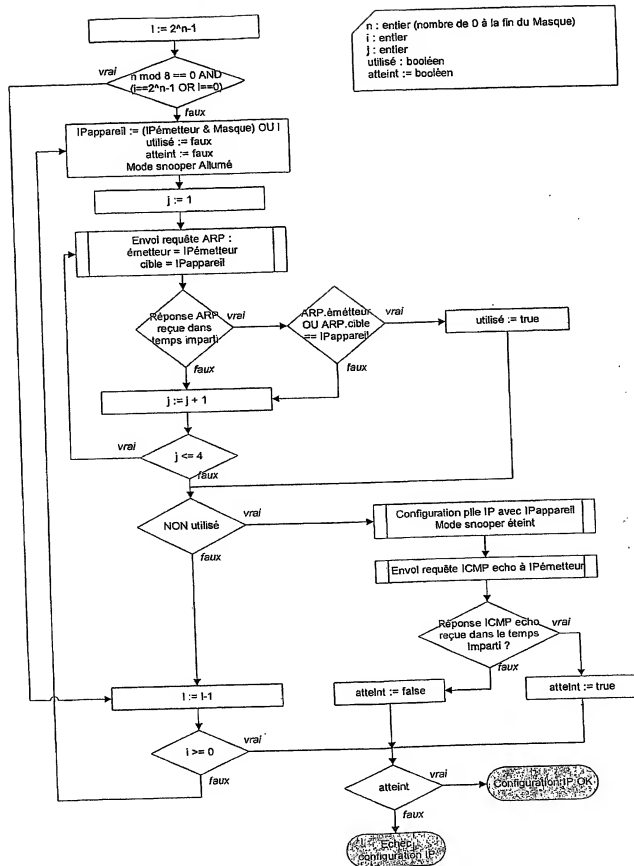 I := 2^n-1
n : entier (nombre de 0 à la fin du Masque)
i : entier
j : entier
utilisé : booléen
atteint := booléen
vrai
n mod 8 == 0 AND
(i==2^n-1 OR I==0)
faux
IPappareil := (IPémetteur & Masque) OU I
utilisé := faux
atteint := faux
Mode snooper Allumé
j := 1
Envoi requête ARP :
émetteur = IPémetteur
cible = IPappareil
Réponse ARP
reçue dans
temps imparti
vrai
ARP.émétteur
OU ARP.cible
== IPappareil
vrai
utilisé := true
faux
faux
j := j + 1
vrai
j <= 4
faux
NON utilisé
vrai
Configuration pile IP avec IPappareil
Mode snooper éteint
faux
Envoi requête ICMP echo à IPémetteur
Réponse ICMP echo
reçue dans le temps
Imparti ?
vrai
faux
I := I-1
atteint := false
atteint := true
i >= 0
vrai
faux
atteint
vrai
Configuration IP OK
faux
Echec
configuration IP